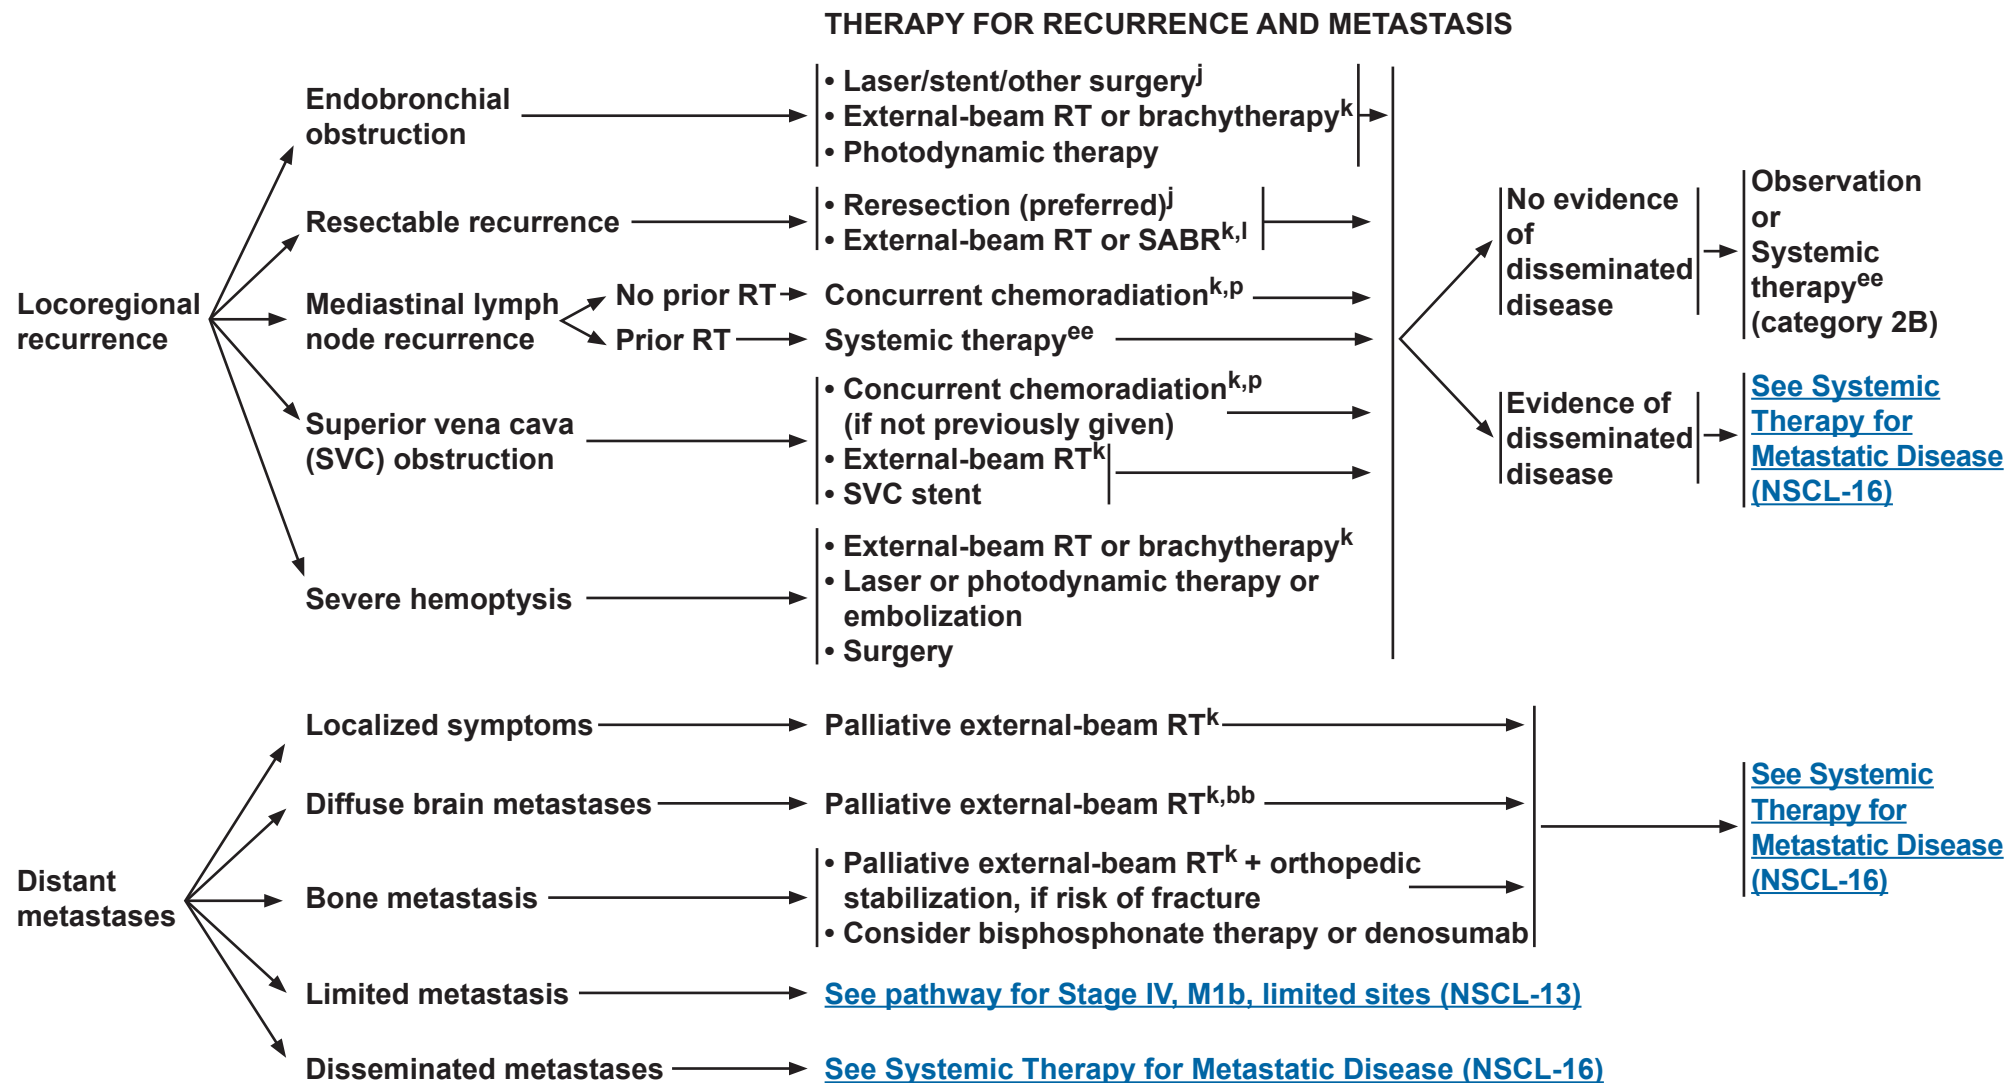 THERAPY FOR RECURRENCE AND METASTASIS
Locoregional
recurrence
Endobronchial
obstruction
• Laser/stent/other surgeryj
• External-beam RT or brachytherapyk
• Photodynamic therapy
Resectable recurrence
• Reresection (preferred)j
• External-beam RT or SABRk,l
Mediastinal lymph
node recurrence
No prior RT
Concurrent chemoradiationk,p
Prior RT
Systemic therapyee
Superior vena cava
(SVC) obstruction
• Concurrent chemoradiationk,p
(if not previously given)
• External-beam RTk
• SVC stent
Severe hemoptysis
• External-beam RT or brachytherapyk
• Laser or photodynamic therapy or
embolization
• Surgery
No evidence
of
disseminated
disease
Observation
or
Systemic
therapyee
(category 2B)
Evidence of
disseminated
disease
See Systemic
Therapy for
Metastatic Disease
(NSCL-16)
Distant
metastases
Localized symptoms
Palliative external-beam RTk
Diffuse brain metastases
Palliative external-beam RTk,bb
Bone metastasis
• Palliative external-beam RTk + orthopedic
stabilization, if risk of fracture
• Consider bisphosphonate therapy or denosumab
See Systemic
Therapy for
Metastatic Disease
(NSCL-16)
Limited metastasis
See pathway for Stage IV, M1b, limited sites (NSCL-13)
Disseminated metastases
See Systemic Therapy for Metastatic Disease (NSCL-16)